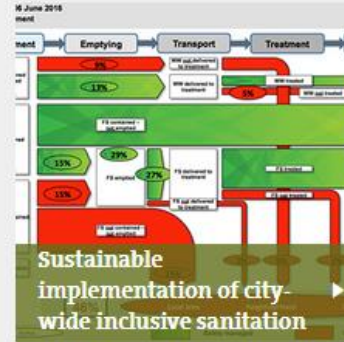 06 June 2016
ment
ment Emptying Transport Treatment
9%
WW not delivered to treatment
13%
WW delivered to treatment
WW treated
5%
WW not treated
FS contained - not emptied
15%
29%
FS emptied
27%
FS delivered to treatment
FS treated
15%
FS not delivered to treatment
FS not treated
FS not contained - not emptied
Sustainable
implementation of city-
wide inclusive sanitation